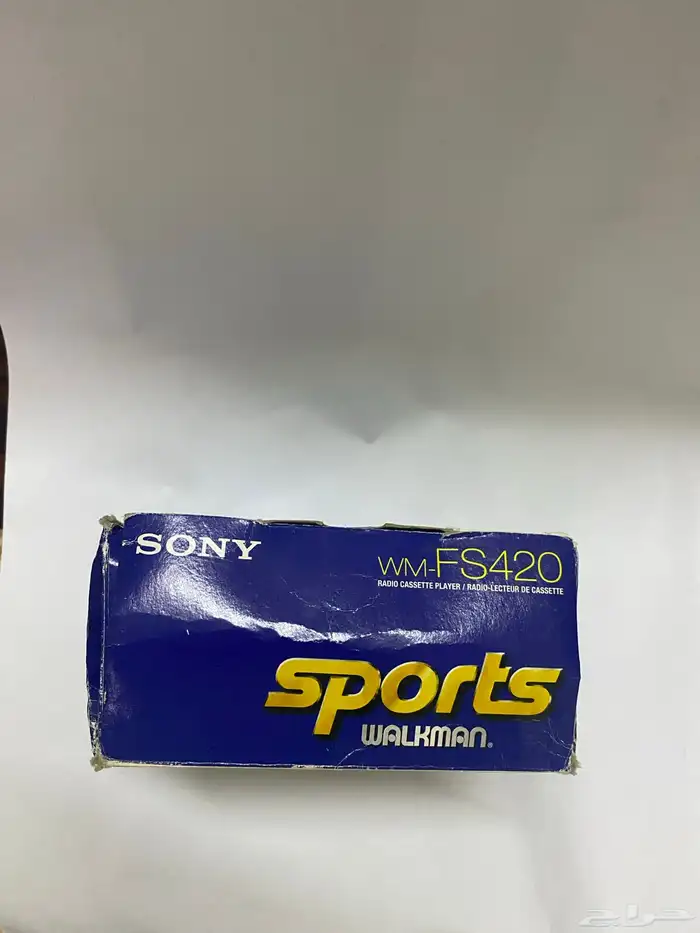 SONY
WM-FS420
RADIO CASSETTE PLAYER / RADIO-LECTEUR DE CASSETTE
sports
WALKMAN®
حراج